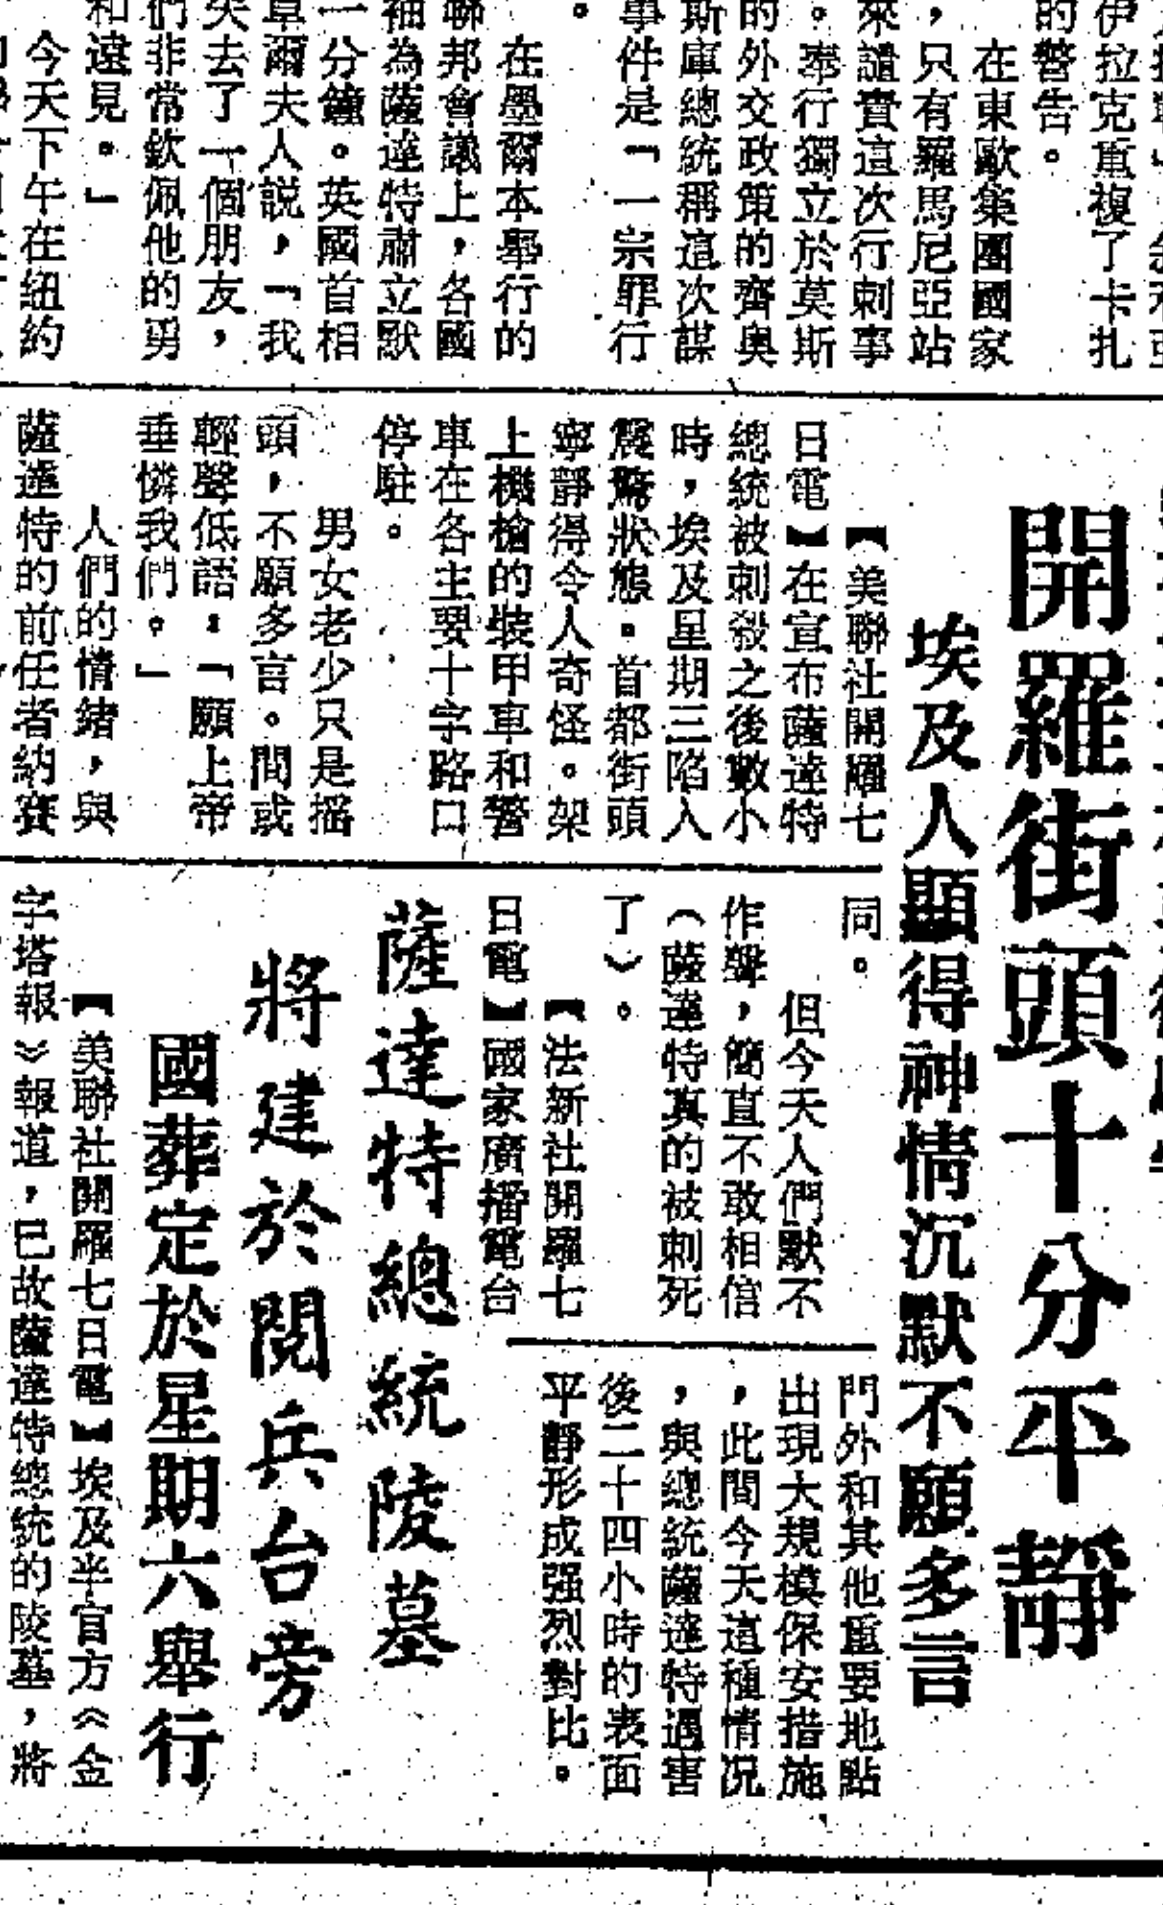 伊拉克重複了卡扎
的警告。
在東歐集團國家
，只有羅馬尼亞站
來譴責這次行刺事
。奉行獨立於莫斯
的外交政策的齊奧
斯庫總統稱這次謀
事件是「一宗罪行
。
在墨爾本舉行的
聯邦會議上，各國
袖為薩達特肅立默
一分鐘。英國首相
卓爾夫人説，「我
失去了一個朋友，
們非常欽佩他的勇
和遠見。」
今天下午在紐約
開羅街頭十分平靜
埃及人顯得神情沉默不願多言
【美聯社開羅七
日電】在宣布薩達特
總統被刺殺之後數小
時，埃及星期三陷入
震驚狀態。首都街頭
寧靜得令人奇怪。架
上機槍的裝甲車和警
車在各主要十字路口
停駐。
男女老少只是摇
頭，不願多言。間或
輕聲低語：「願上帝
垂憐我們。」
人們的情緒，與
薩達特的前任者納賽
同。
但今天人們默不
作聲，簡直不敢相信
（薩達特真的被刺死
了）。
【法新社開羅七
日電】國家廣播電台
門外和其他重要地點
出現大規模保安措施
，此間今天這種情况
，與總統薩達特遇害
後二十四小時的表面
平靜形成强烈對比。
薩達特總統陵墓
將建於閱兵台旁
國葬定於星期六舉行
【美聯社開羅七日電】埃及半官方《金
字塔報》報道，已故薩達特總統的陵墓，將